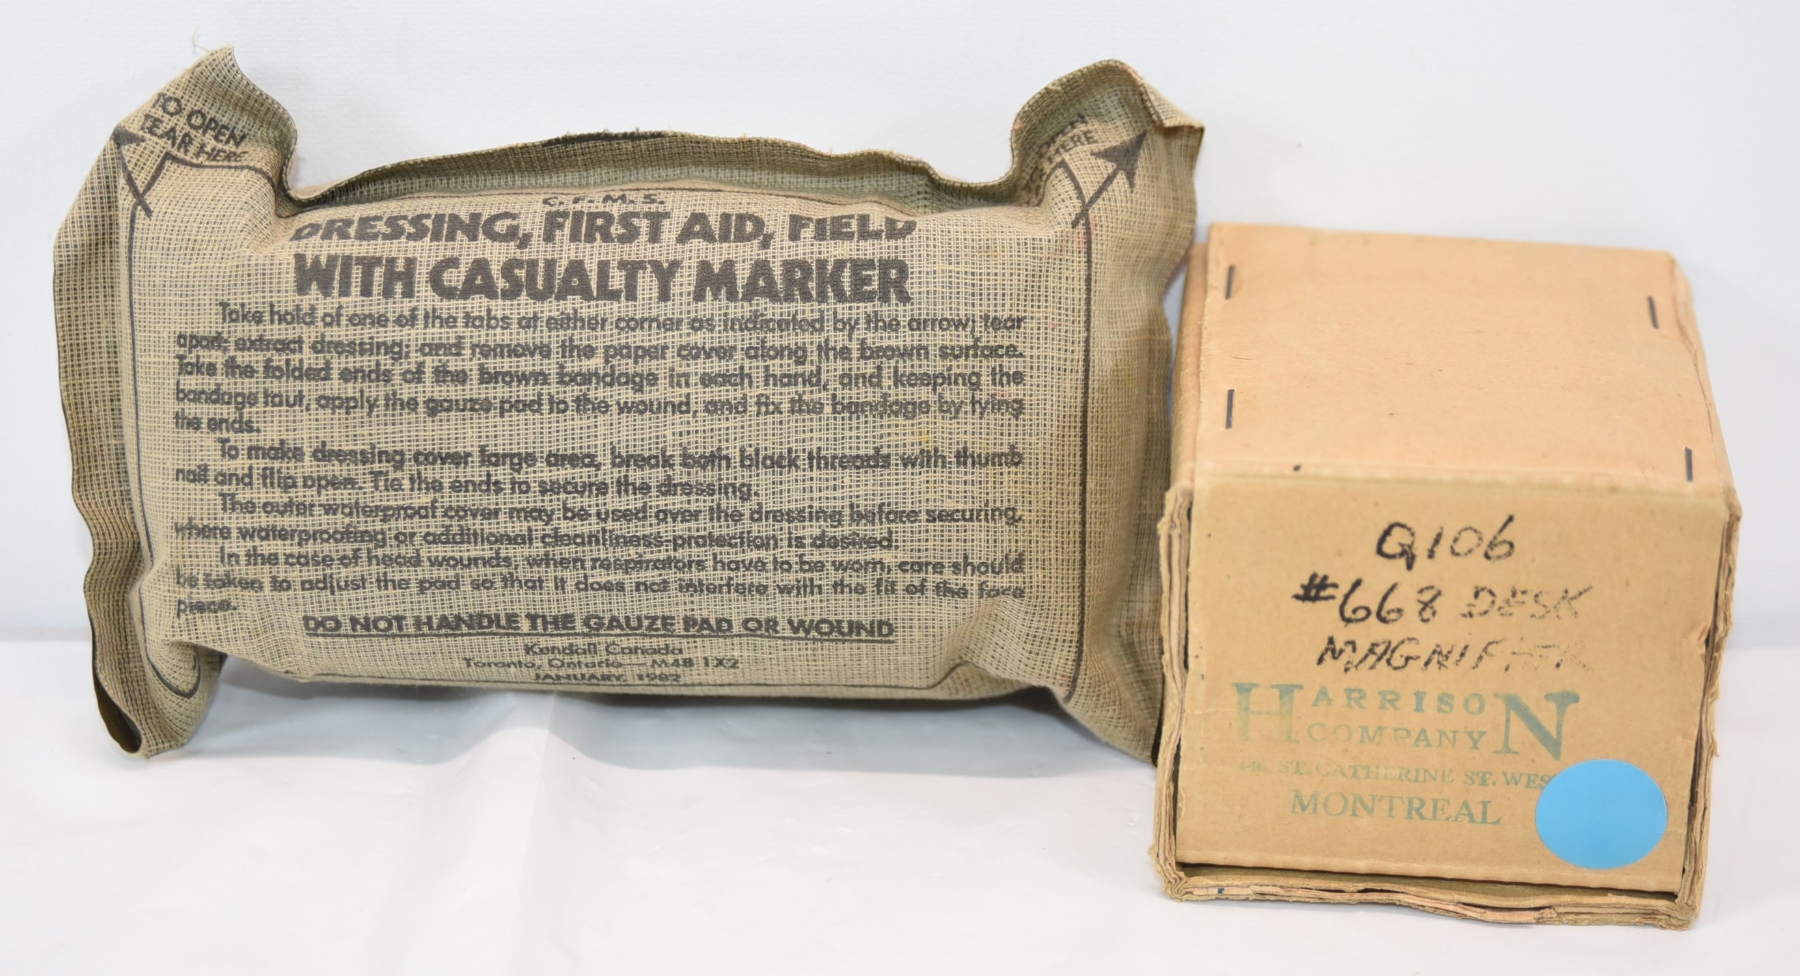 TO OPEN
TEAR HERE
C. F. M. S.
DRESSING, FIRST AID, FIELD
WITH CASUALTY MARKER
Take hold of one of the tabs at either corner as indicated by the arrow; tear
apart; extract dressing; and remove the paper cover along the brown surface.
Take the folded ends of the brown bandage in each hand, and keeping the
bandage taut, apply the gauze pad to the wound, and fix the bandage by tying
the ends.
To make dressing cover large area, break both black threads with thumb
nail and flip open. Tie the ends to secure the dressing.
The outer waterproof cover may be used over the dressing before securing,
where waterproofing or additional cleanliness-protection is desired.
In the case of head wounds, when respirators have to be worn, care should
be taken to adjust the pad so that it does not interfere with the fit of the face
piece.
DO NOT HANDLE THE GAUZE PAD OR WOUND
Kendall Canada
Toronto, Ontario — M4B 1X2
JANUARY, 1982
Q106
#668 DESK
MAGNIFIER
HARRISON
COMPANY
ST. CATHERINE ST. WEST
MONTREAL